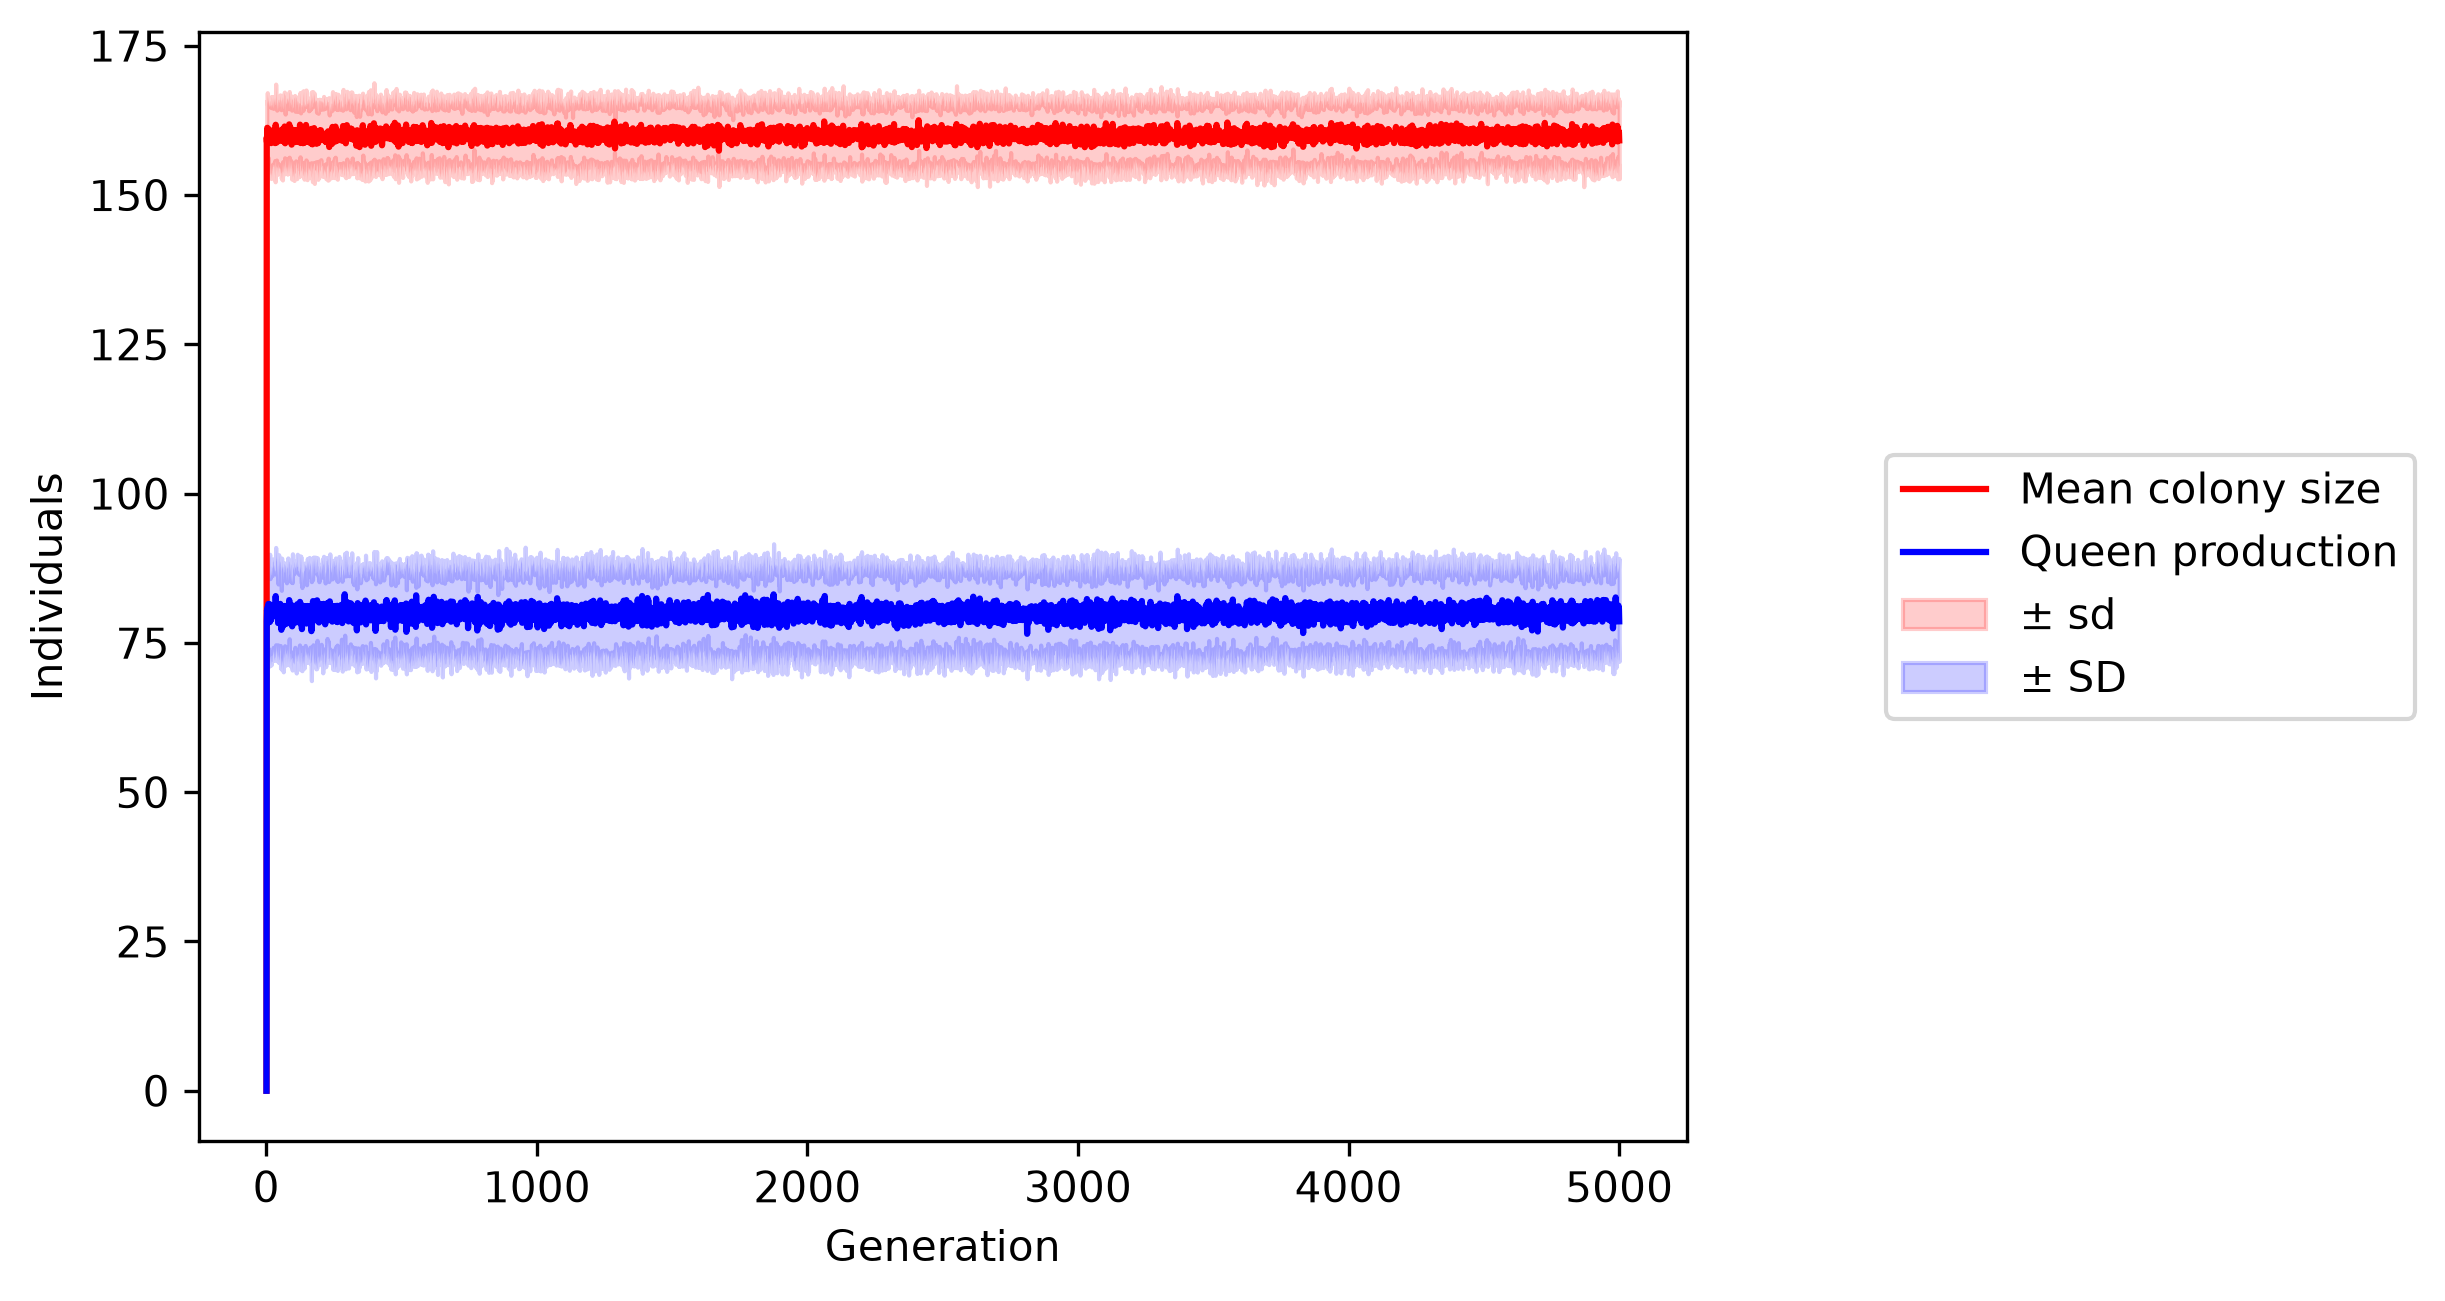 175
150
125
100
75
50
25
0
Individuals
0 1000 2000 3000 4000 5000
Generation
Mean colony size
Queen production
± sd
± SD